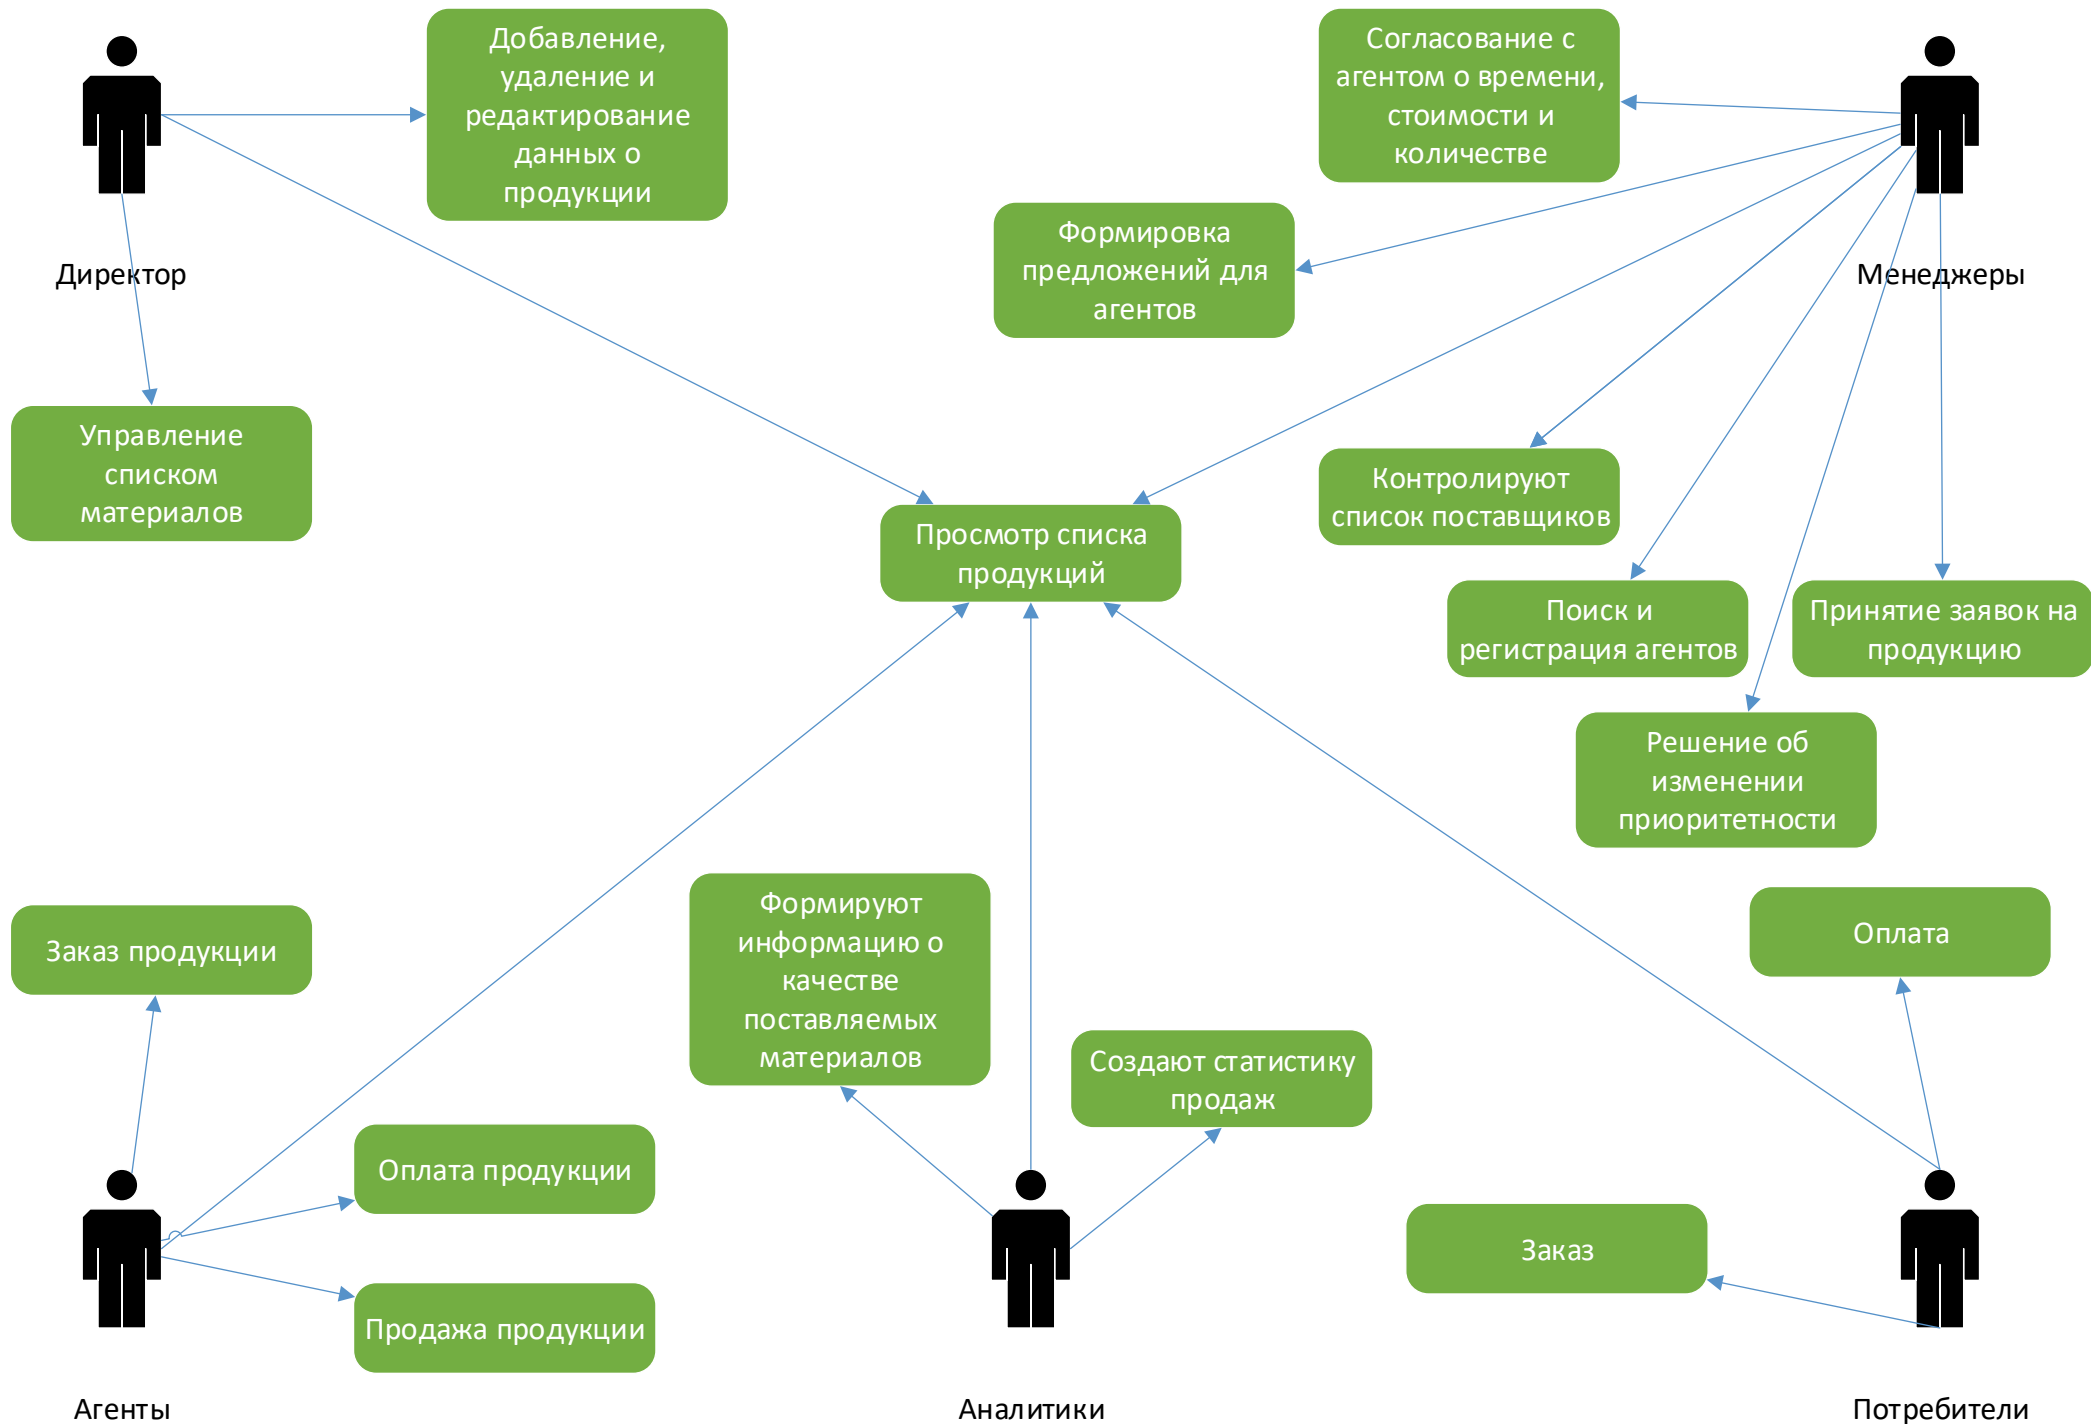 Добавление,
удаление и
редактирование
данных о
продукции
Согласование с
агентом о времени,
стоимости и
количестве
Директор
Формировка
предложений для
агентов
Менеджеры
Управление
списком
материалов
Контролируют
список поставщиков
Просмотр списка
продукций
Поиск и
регистрация агентов
Принятие заявок на
продукцию
Решение об
изменении
приоритетности
Заказ продукции
Формируют
информацию о
качестве
поставляемых
материалов
Оплата
Создают статистику
продаж
Оплата продукции
Заказ
Продажа продукции
Агенты
Аналитики
Потребители